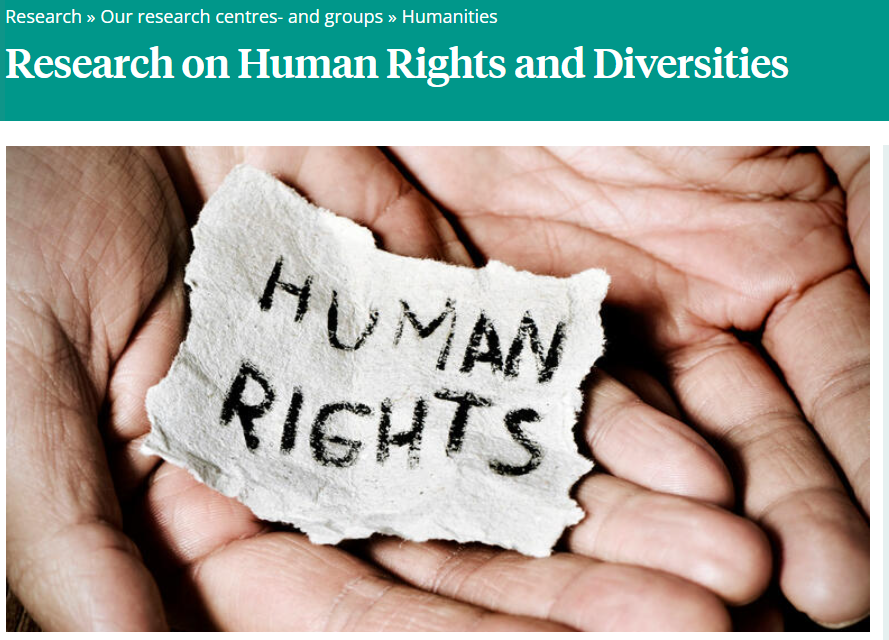 Research » Our research centres- and groups » Humanities
Research on Human Rights and Diversities
HUMAN
RIGHTS